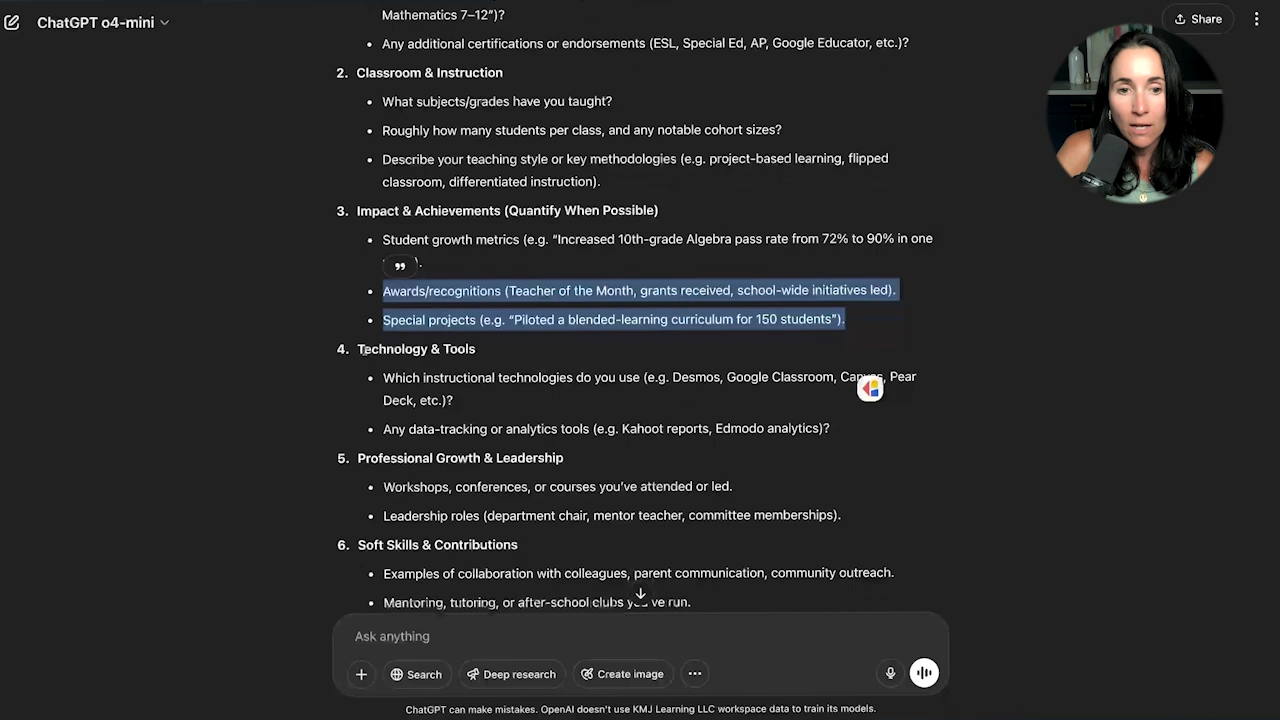 ChatGPT o4-mini
Share
Mathematics 7–12”)?
• Any additional certifications or endorsements (ESL, Special Ed, AP, Google Educator, etc.)?
2. Classroom & Instruction
• What subjects/grades have you taught?
• Roughly how many students per class, and any notable cohort sizes?
• Describe your teaching style or key methodologies (e.g. project-based learning, flipped
classroom, differentiated instruction).
3. Impact & Achievements (Quantify When Possible)
• Student growth metrics (e.g. “Increased 10th-grade Algebra pass rate from 72% to 90% in one
).
• Awards/recognitions (Teacher of the Month, grants received, school-wide initiatives led).
• Special projects (e.g. “Piloted a blended-learning curriculum for 150 students”).
4. Technology & Tools
• Which instructional technologies do you use (e.g. Desmos, Google Classroom, Canvas, Pear
Deck, etc.)?
• Any data-tracking or analytics tools (e.g. Kahoot reports, Edmodo analytics)?
5. Professional Growth & Leadership
• Workshops, conferences, or courses you’ve attended or led.
• Leadership roles (department chair, mentor teacher, committee memberships).
6. Soft Skills & Contributions
• Examples of collaboration with colleagues, parent communication, community outreach.
• Mentoring, tutoring, or after-school clubs you’ve run.
Ask anything
Search
Deep research
Create image
ChatGPT can make mistakes. OpenAI doesn't use KMJ Learning LLC workspace data to train its models.